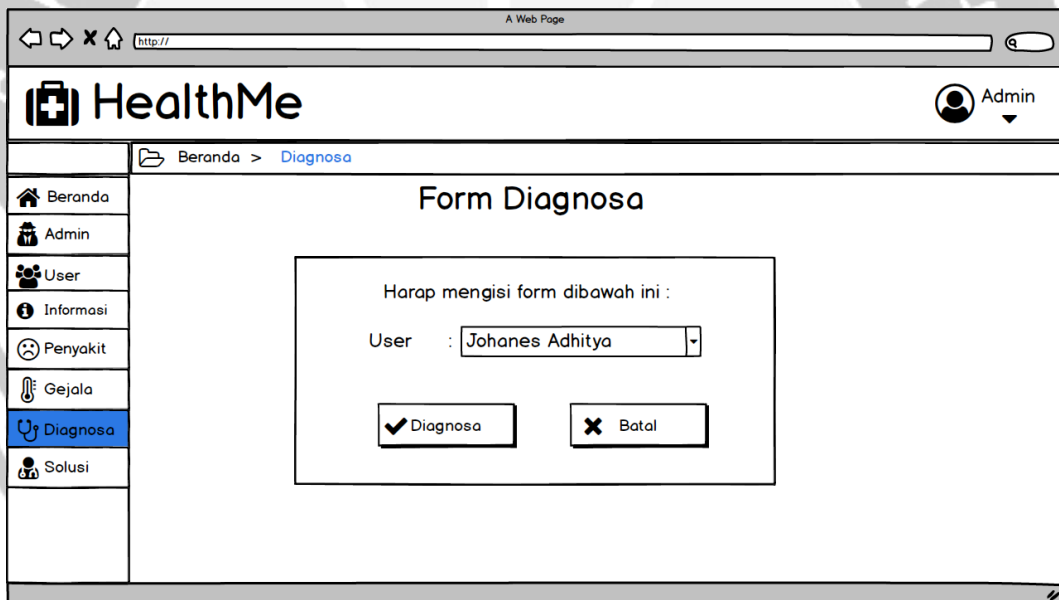 A Web Page
http://
HealthMe
Admin
Beranda > Diagnosa
Beranda
Admin
User
Informasi
Penyakit
Gejala
Diagnosa
Solusi
Form Diagnosa
Harap mengisi form dibawah ini :
User : Johanes Adhitya
Diagnosa
Batal